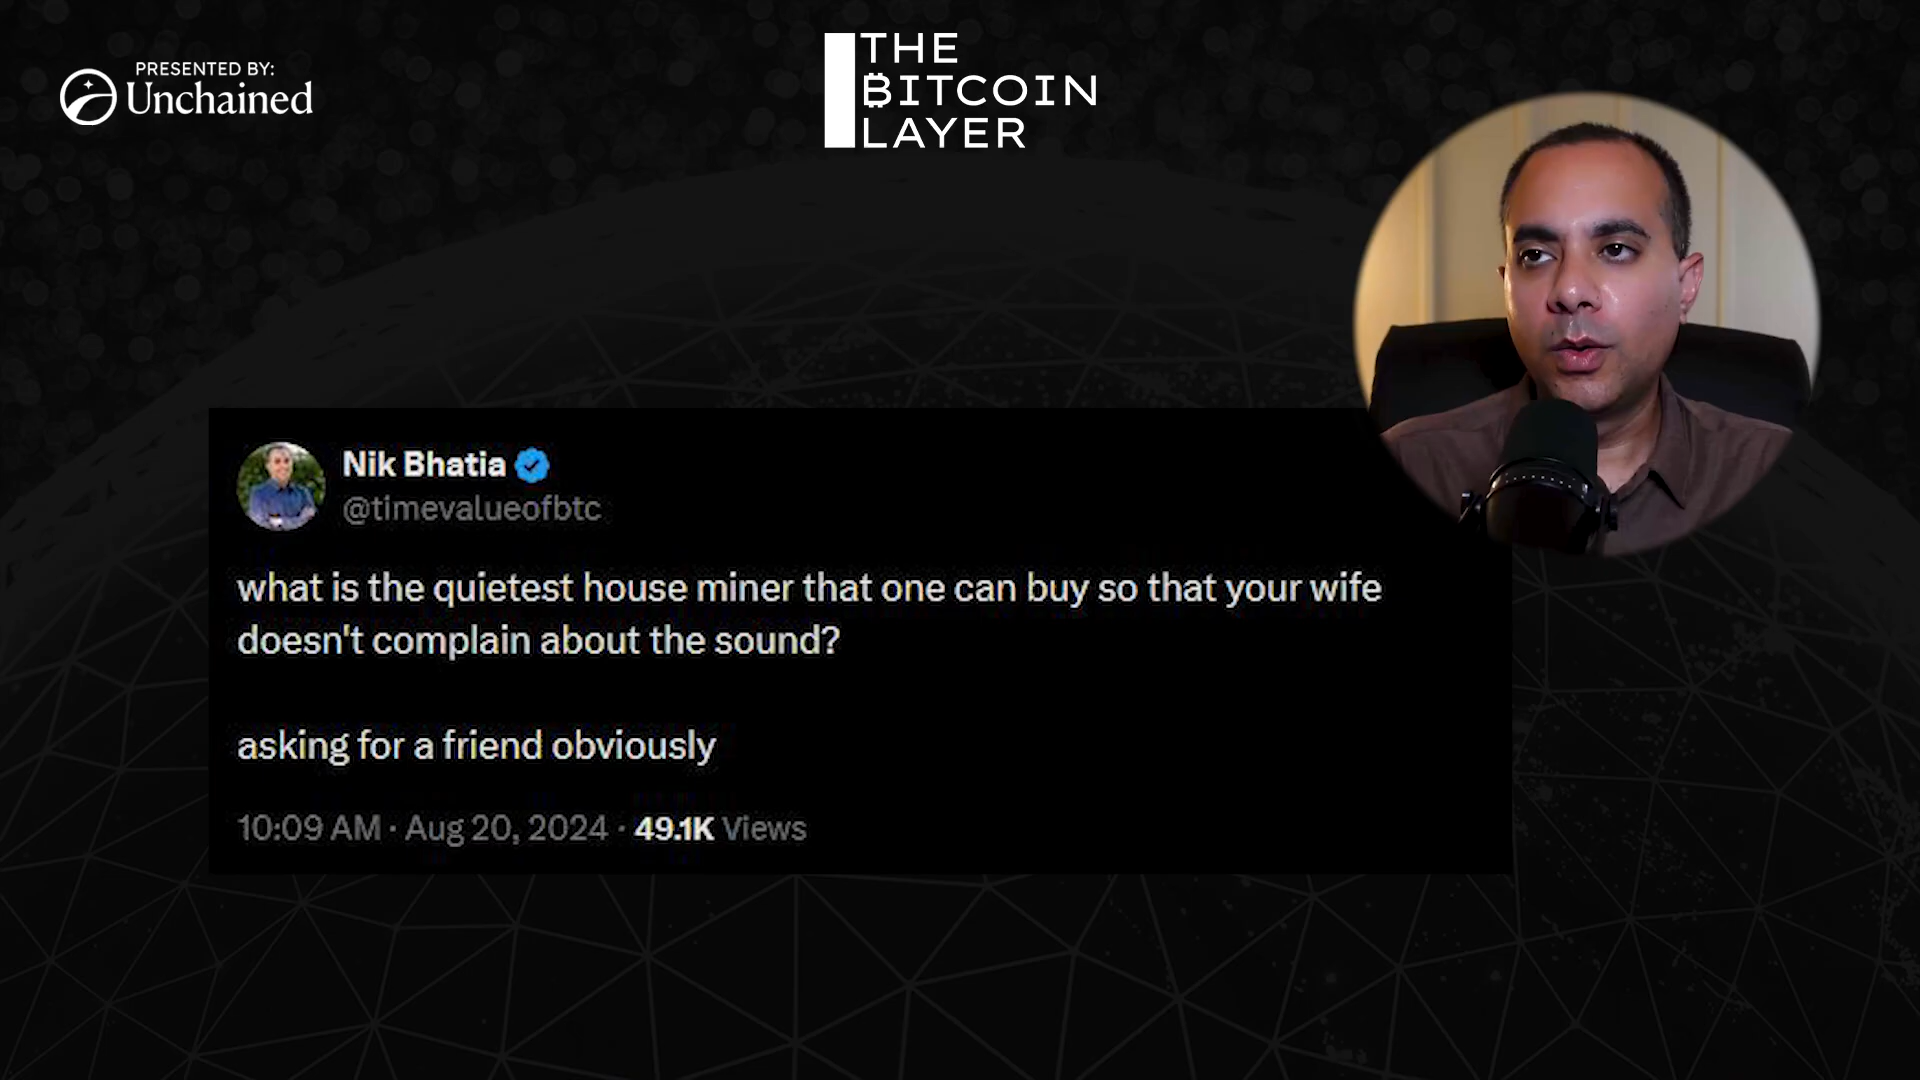 PRESENTED BY:
Unchained
THE
BITCOIN
LAYER
Nik Bhatia
@timevalueofbtc
what is the quietest house miner that one can buy so that your wife
doesn't complain about the sound?
asking for a friend obviously
10:09 AM · Aug 20, 2024 · 49.1K Views